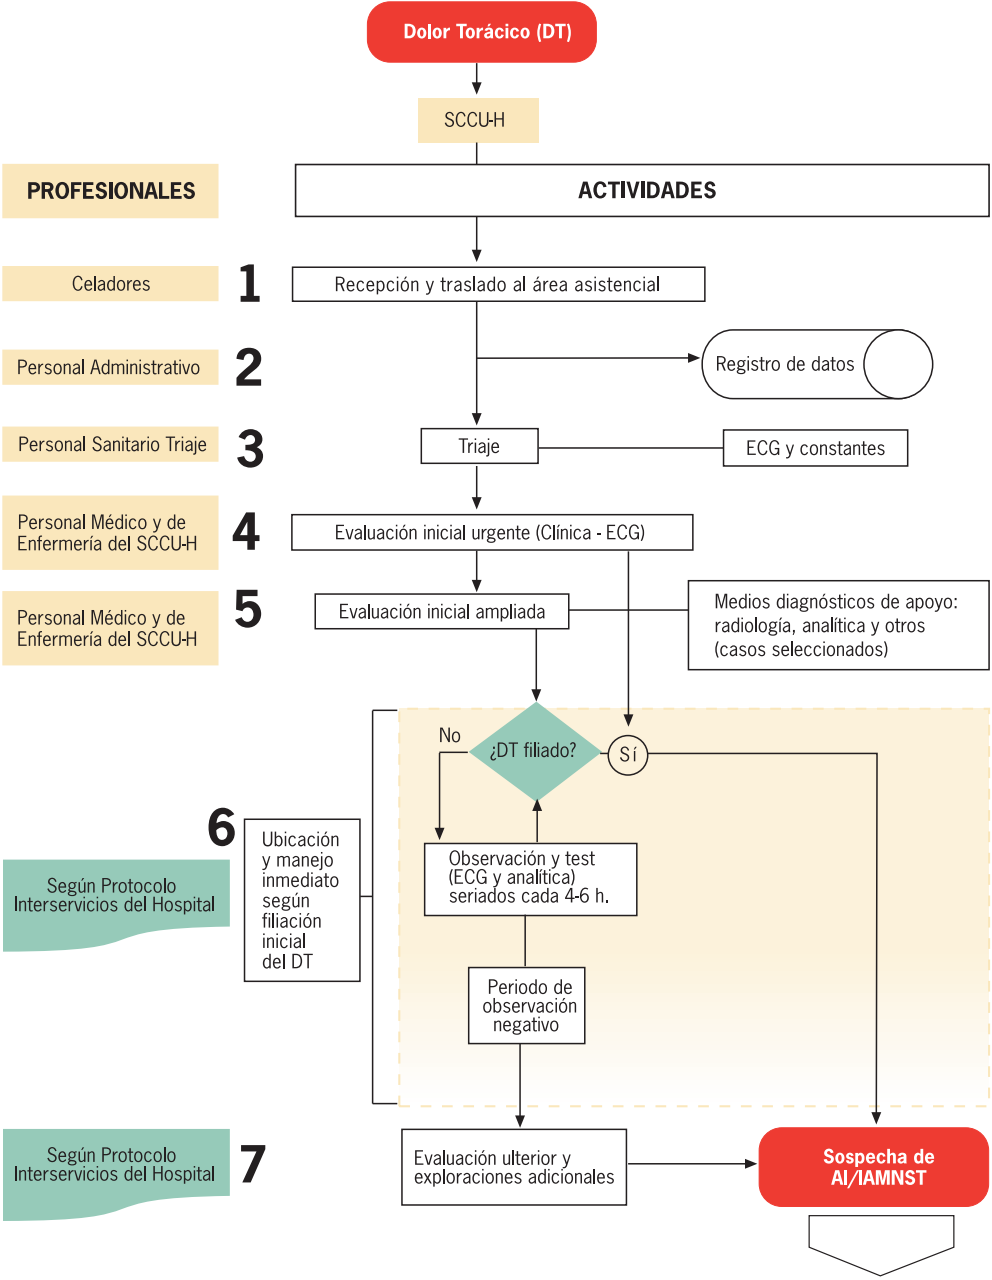 Dolor Torácico (DT)
SCCU-H
PROFESIONALES
ACTIVIDADES
Celadores
1
Recepción y traslado al área asistencial
Personal Administrativo
2
Registro de datos
Personal Sanitario Triaje
3
Triaje
ECG y constantes
Personal Médico y de
Enfermería del SCCU-H
4
Evaluación inicial urgente (Clínica - ECG)
Personal Médico y de
Enfermería del SCCU-H
5
Evaluación inicial ampliada
Medios diagnósticos de apoyo:
radiología, analítica y otros
(casos seleccionados)
No
¿DT filiado?
Sí
6
Ubicación
y manejo
inmediato
según
filiación
inicial
del DT
Según Protocolo
Interservicios del Hospital
Observación y test
(ECG y analítica)
seriados cada 4-6 h.
Periodo de
observación
negativo
Según Protocolo
Interservicios del Hospital
7
Evaluación ulterior y
exploraciones adicionales
Sospecha de
AI/IAMNST